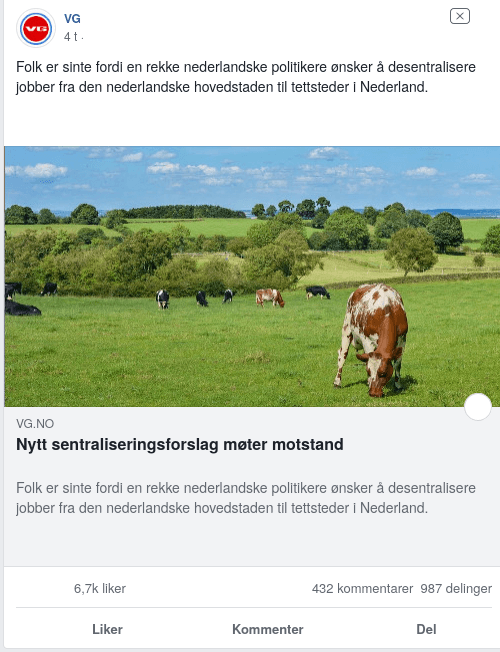 VG
VG
4 t ·
Folk er sinte fordi en rekke nederlandske politikere ønsker å desentralisere
jobber fra den nederlandske hovedstaden til tettsteder i Nederland.
VG.NO
Nytt sentraliseringsforslag møter motstand
Folk er sinte fordi en rekke nederlandske politikere ønsker å desentralisere
jobber fra den nederlandske hovedstaden til tettsteder i Nederland.
6,7k liker 432 kommentarer 987 delinger
Liker Kommenter Del